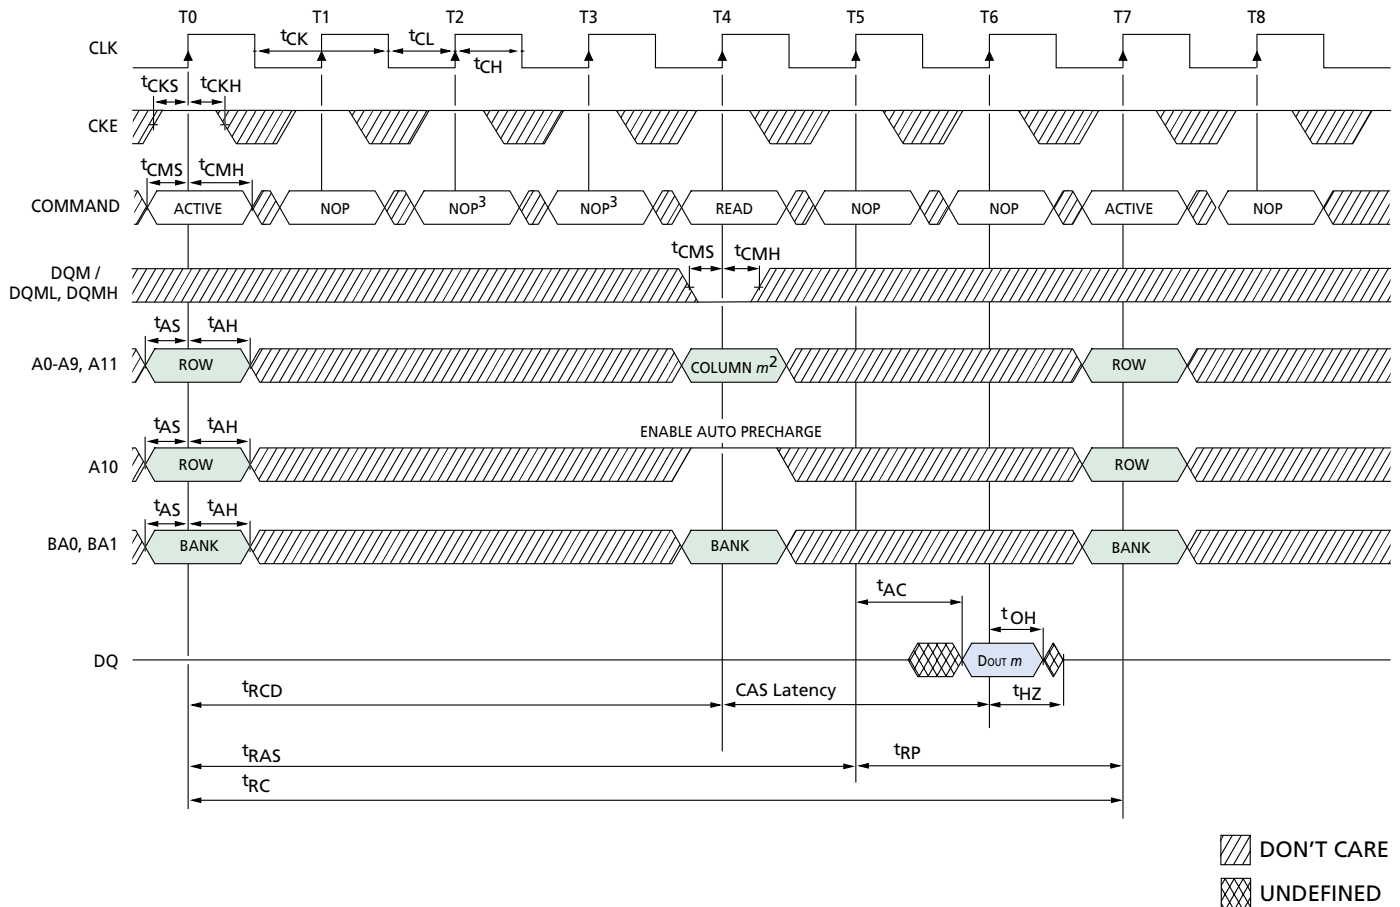 T0 T1 T2 T3 T4 T5 T6 T7 T8
CLK
tCK tCL
tCH
tCKS tCKH
CKE
tCMS tCMH
COMMAND ACTIVE NOP NOP3 NOP3 READ NOP NOP ACTIVE NOP
tCMS tCMH
DQM /
DQML, DQMH
tAS tAH
A0-A9, A11 ROW COLUMN m2 ROW
tAS tAH
ENABLE AUTO PRECHARGE
A10 ROW ROW
tAS tAH
BA0, BA1 BANK BANK BANK
tAC
tOH
DQ DOUT m
tRCD CAS Latency tHZ
tRAS tRP
tRC
DON'T CARE
UNDEFINED